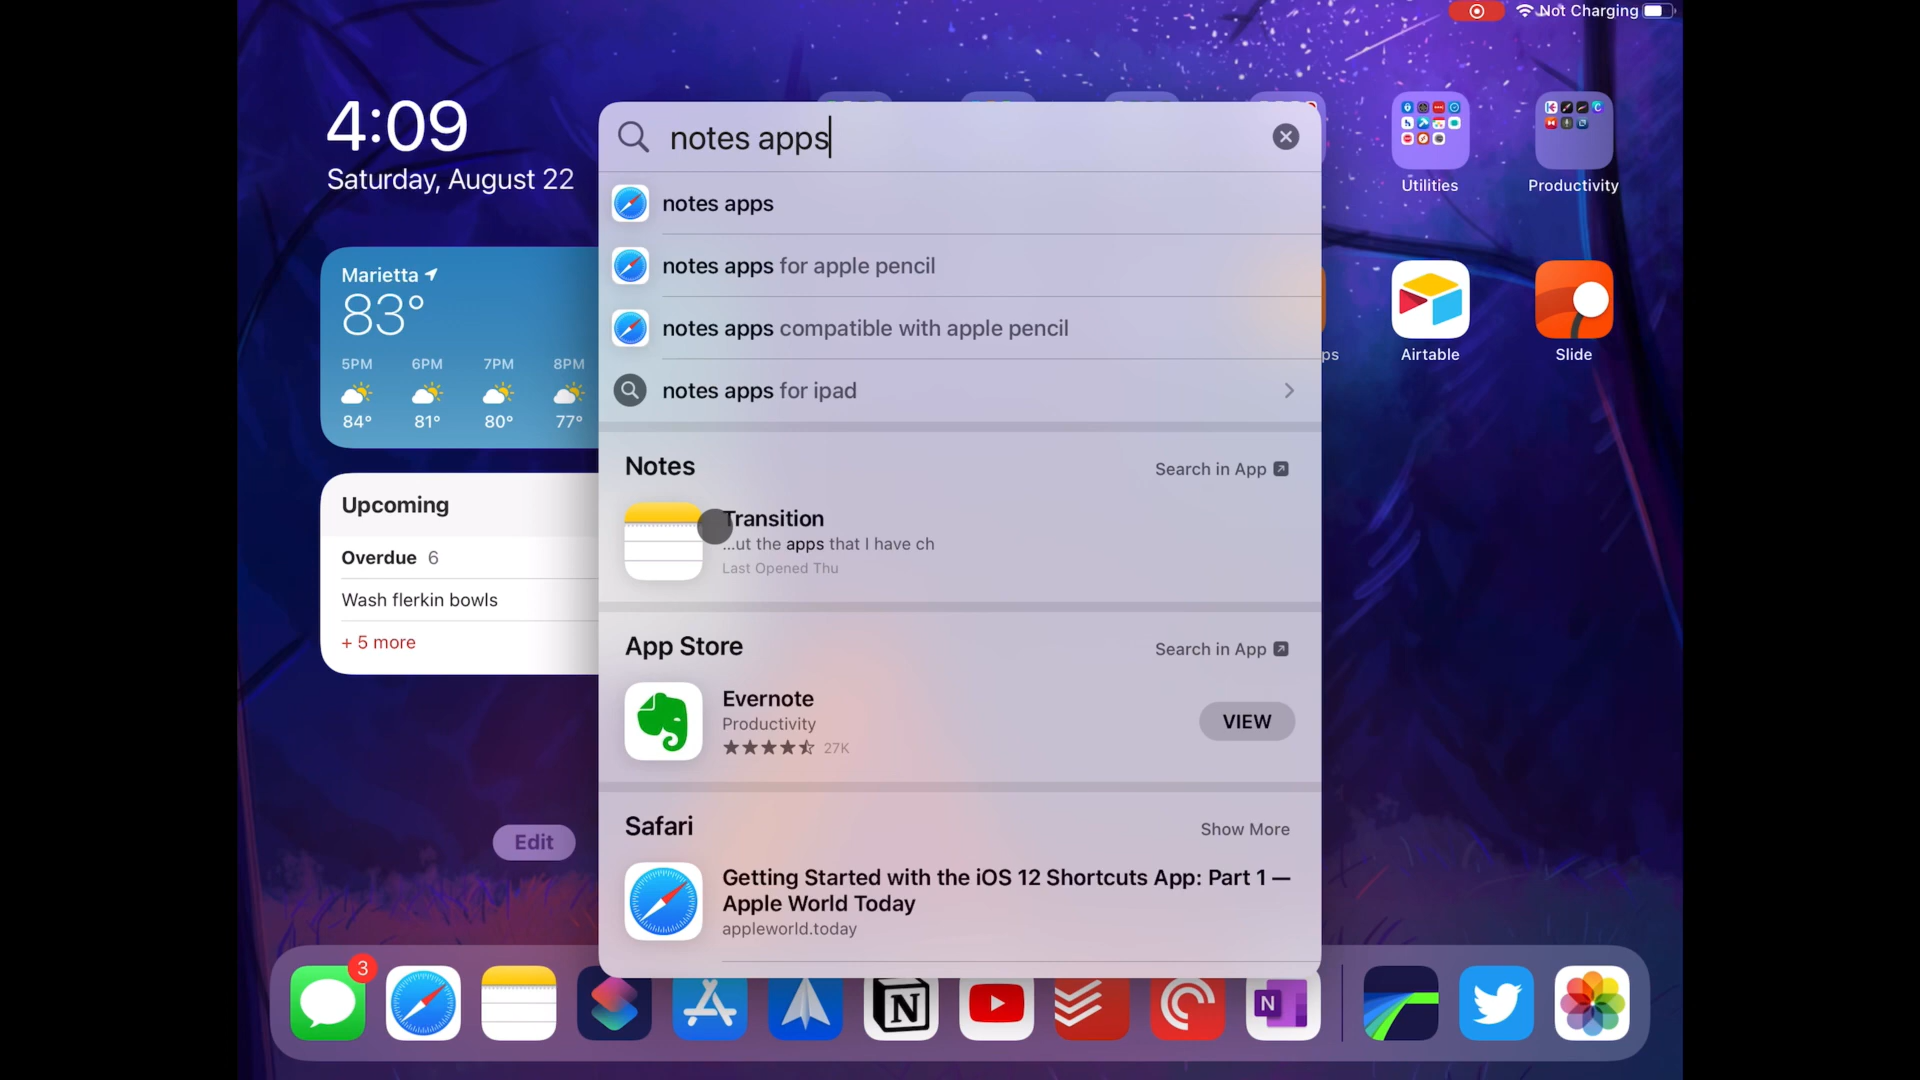 Not Charging
4:09
Saturday, August 22
Marietta
83°
5PM 6PM 7PM 8PM
84° 81° 80° 77°
Upcoming
Overdue 6
Wash flerkin bowls
+ 5 more
Edit
notes apps
notes apps
notes apps for apple pencil
notes apps compatible with apple pencil
notes apps for ipad
Notes
Search in App
Transition
...ut the apps that I have ch
Last Opened Thu
App Store
Search in App
Evernote
Productivity
27K
VIEW
Safari
Show More
Getting Started with the iOS 12 Shortcuts App: Part 1 —
Apple World Today
appleworld.today
Utilities
Productivity
ps
Airtable
Slide
3
N
N